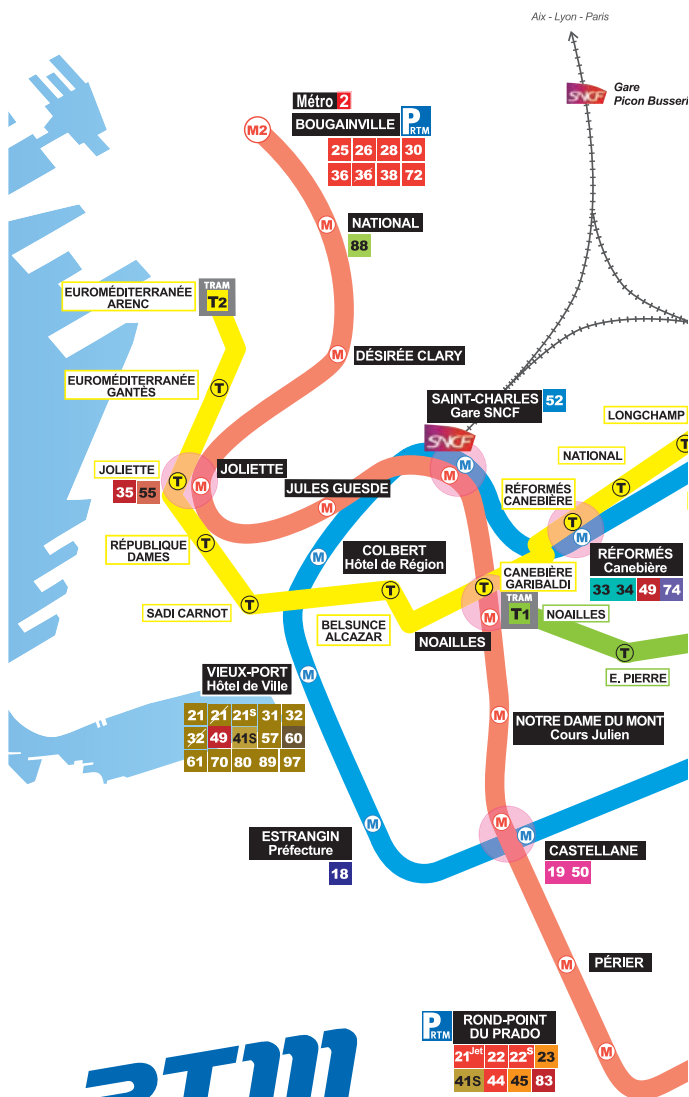 Aix - Lyon - Paris
SNCF
Gare
Picon Busseri
Métro 2
BOUGAINVILLE
P RTM
M2
25 26 28 30
36 36 38 72
M
NATIONAL
88
TRAM
T2
EUROMÉDITERRANÉE
ARENC
M
DÉSIRÉE CLARY
EUROMÉDITERRANÉE
GANTÈS
T
SAINT-CHARLES
Gare SNCF
52
LONGCHAMP
T
SNCF
NATIONAL
T
JOLIETTE
35 55
T
M
JOLIETTE
M
M
JULES GUESDE
M
RÉFORMÉS
CANEBIÈRE
T
M
RÉPUBLIQUE
DAMES
T
COLBERT
Hôtel de Région
M
RÉFORMÉS
Canebière
33 34 49 74
CANEBIÈRE
GARIBALDI
T
SADI CARNOT
T
BELSUNCE
ALCAZAR
T
NOAILLES
M
TRAM
T1
NOAILLES
T
E. PIERRE
VIEUX-PORT
Hôtel de Ville
M
21 21 21S 31 32
32 49 41S 57 60
61 70 80 89 97
M
NOTRE DAME DU MONT
Cours Julien
ESTRANGIN
Préfecture
M
18
M
M
CASTELLANE
19 50
M
PÉRIER
P RTM
ROND-POINT
DU PRADO
M
21Jet 22 22S 23
41S 44 45 83
RTM